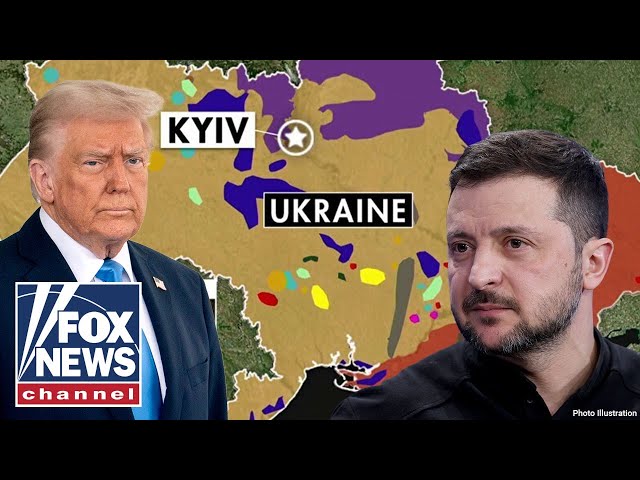 KYIV
UKRAINE
FOX
NEWS
channel
Photo Illustration